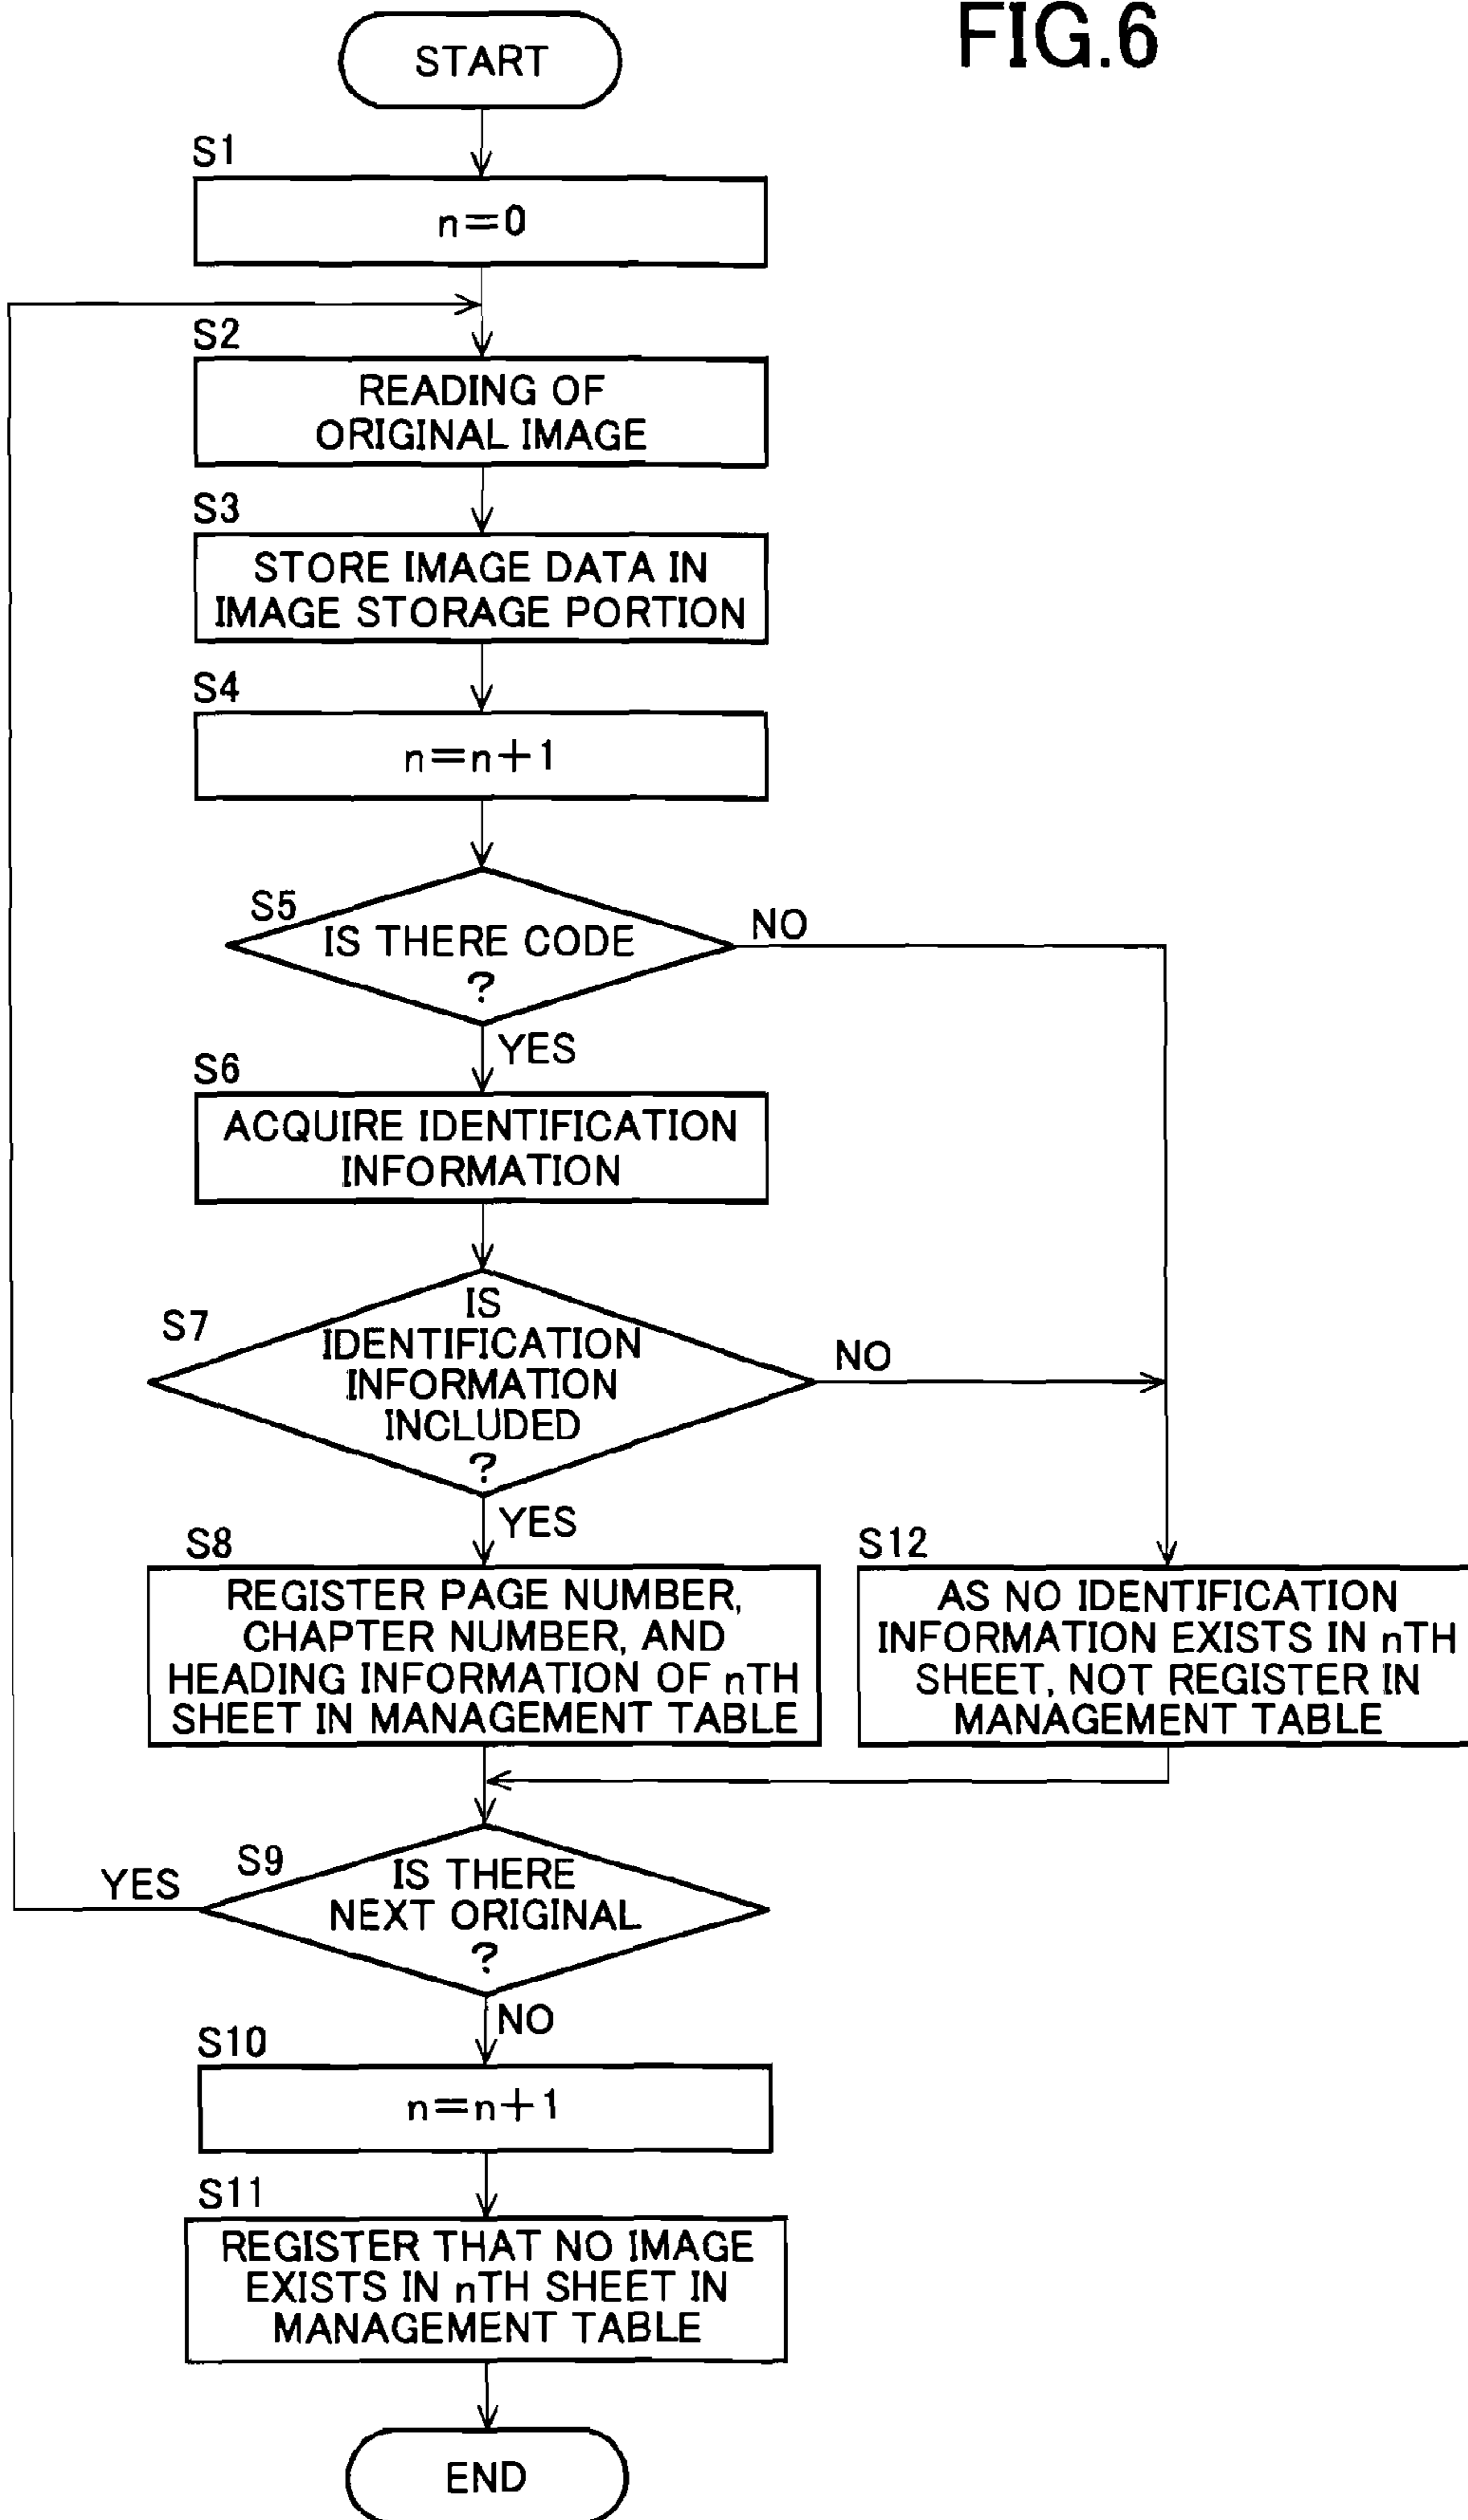 FIG.6
START
S1
n=0
S2
READING OF
ORIGINAL IMAGE
S3
STORE IMAGE DATA IN
IMAGE STORAGE PORTION
S4
n=n+1
S5
IS THERE CODE
?
NO
YES
S6
ACQUIRE IDENTIFICATION
INFORMATION
S7
IS
IDENTIFICATION
INFORMATION
INCLUDED
?
NO
YES
S8
REGISTER PAGE NUMBER,
CHAPTER NUMBER, AND
HEADING INFORMATION OF nTH
SHEET IN MANAGEMENT TABLE
S12
AS NO IDENTIFICATION
INFORMATION EXISTS IN nTH
SHEET, NOT REGISTER IN
MANAGEMENT TABLE
S9
IS THERE
NEXT ORIGINAL
?
YES
NO
S10
n=n+1
S11
REGISTER THAT NO IMAGE
EXISTS IN nTH SHEET IN
MANAGEMENT TABLE
END